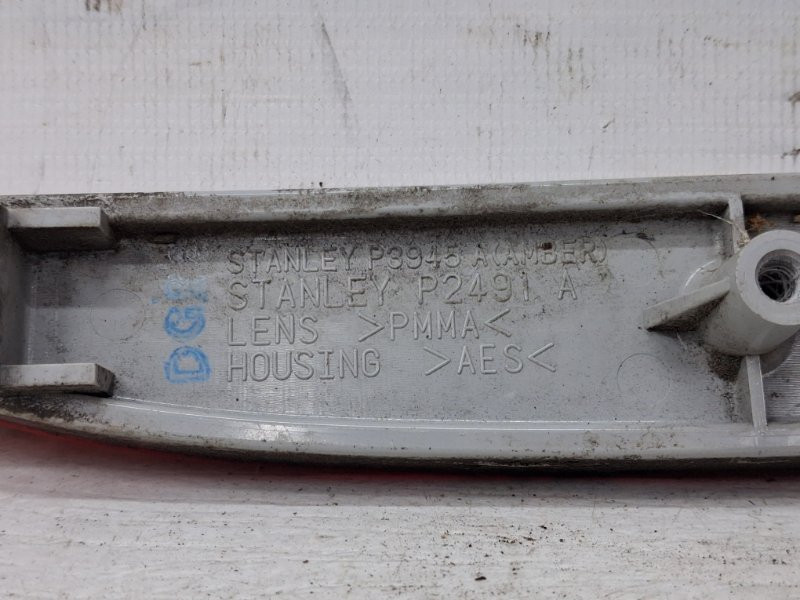 STANLEY P3945 A(AMBER)
STANLEY P2491 A
LENS >PMMA<
HOUSING >AES<